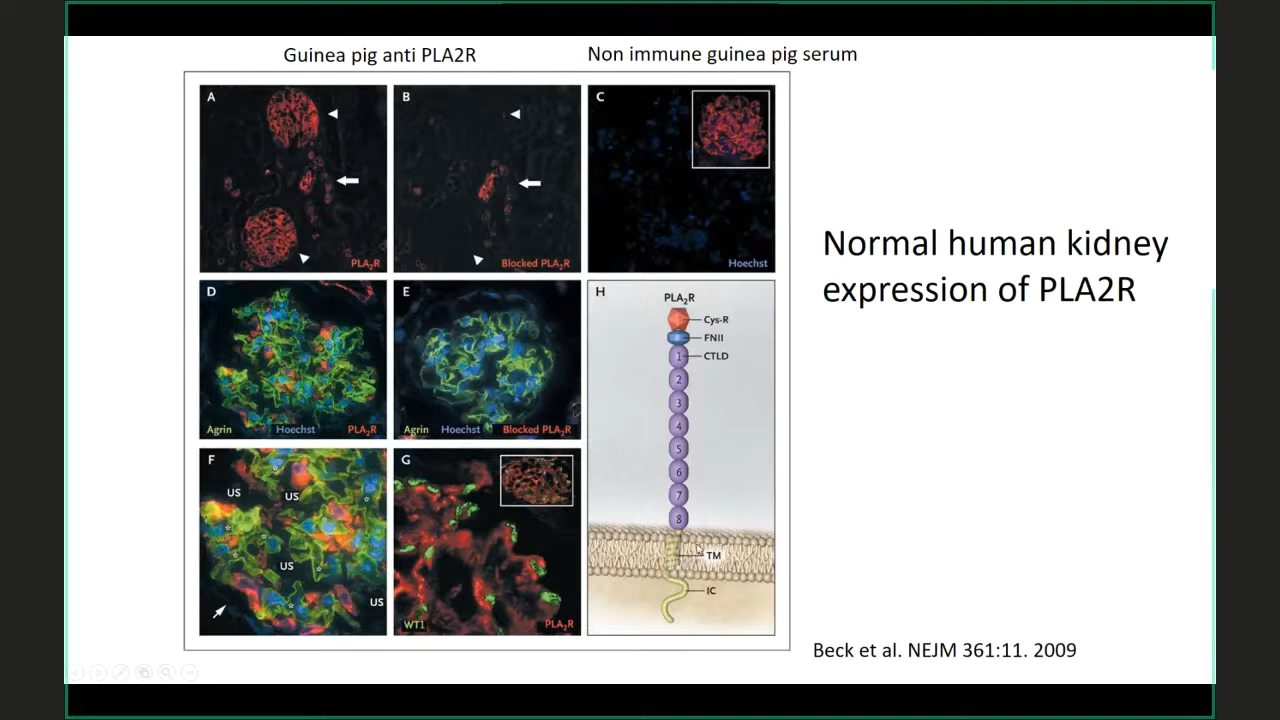 Guinea pig anti PLA2R
Non immune guinea pig serum
A
PLA₂R
B
Blocked PLA₂R
C
Hoechst
D
Agrin Hoechst PLA₂R
E
Agrin Hoechst Blocked PLA₂R
F
US
US
US
US
G
WT1 PLA₂R
H
PLA₂R
Cys-R
FNII
1 CTLD
2
3
4
5
6
7
8
TM
IC
Normal human kidney
expression of PLA2R
Beck et al. NEJM 361:11. 2009